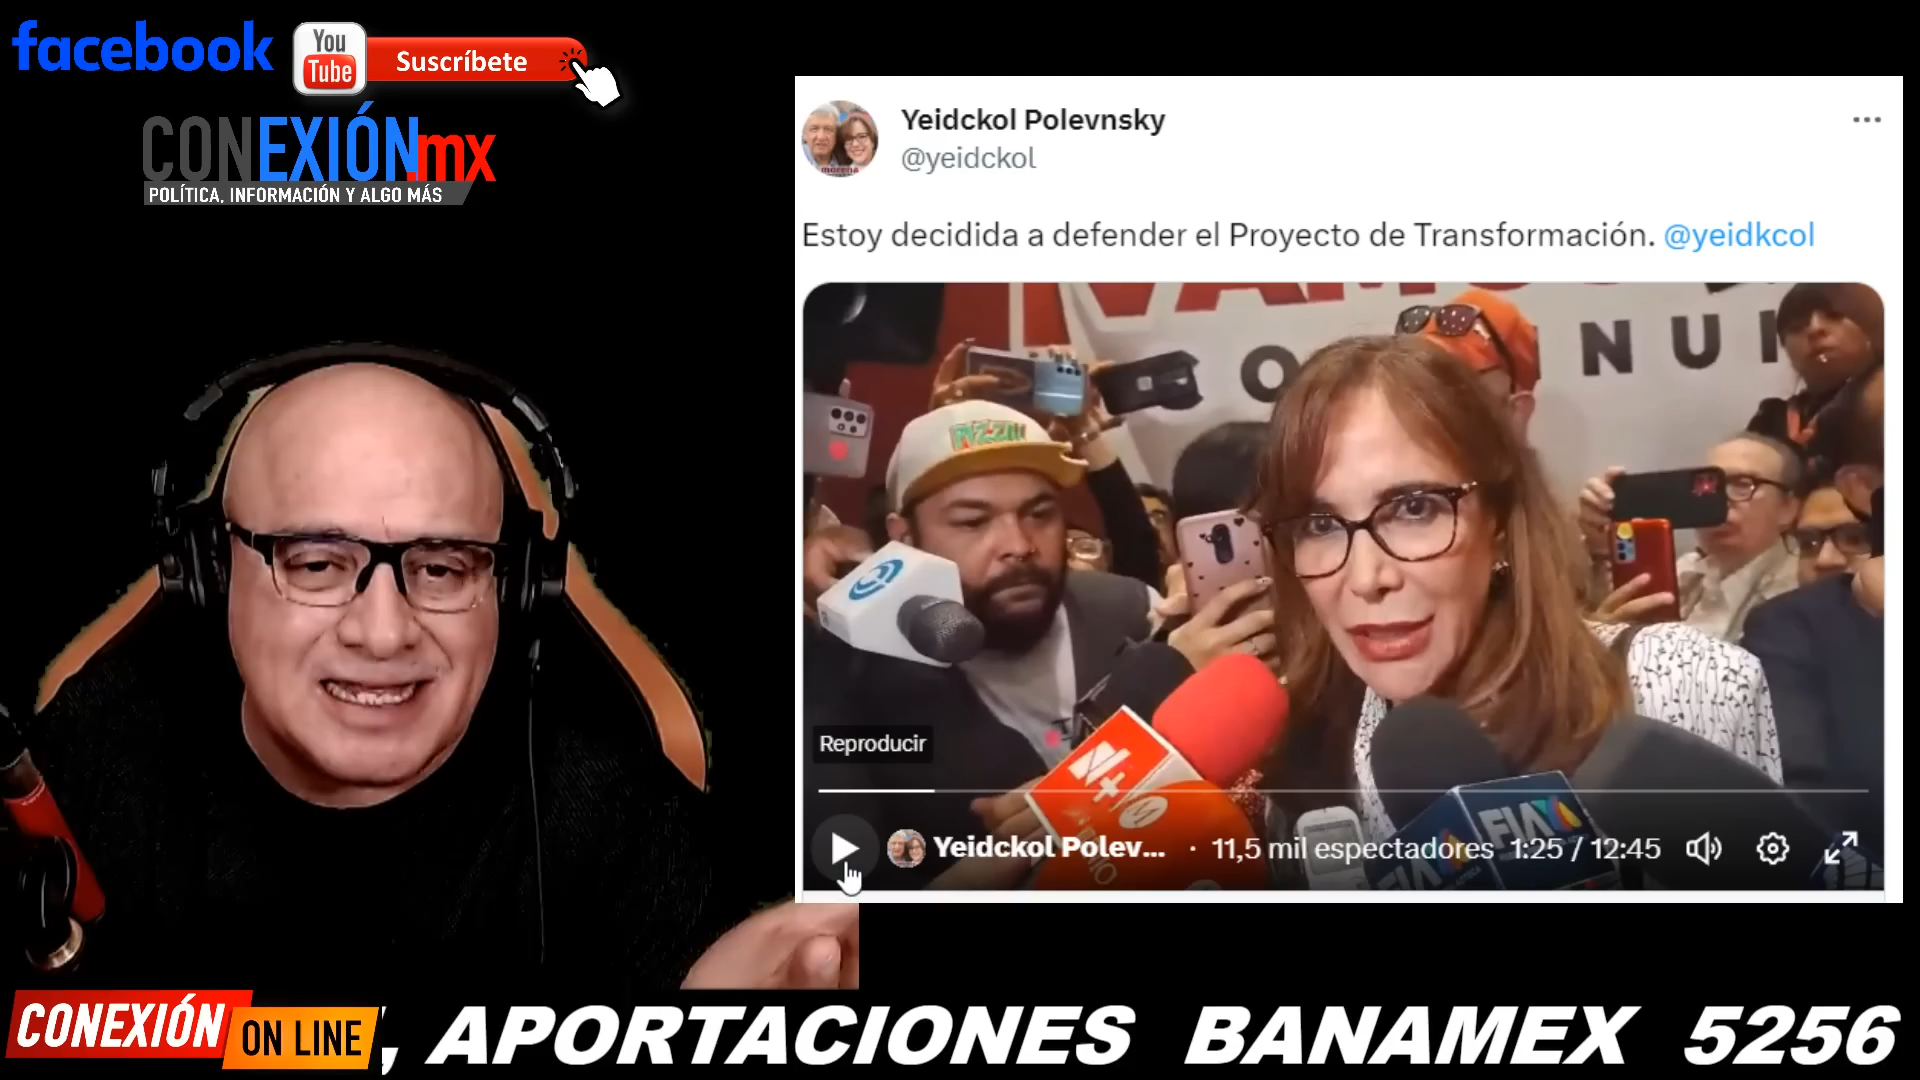 facebook
You
Tube
Suscríbete
CONEXIÓN.mx
POLÍTICA, INFORMACIÓN Y ALGO MÁS
Yeidckol Polevnsky
@yeidckol
Estoy decidida a defender el Proyecto de Transformación. @yeidkcol
NUI
Reproducir
N+
Yeidckol Polev... · 11,5 mil espectadores 1:25 / 12:45
FIA
CONEXIÓN
ON LINE
, APORTACIONES BANAMEX 5256